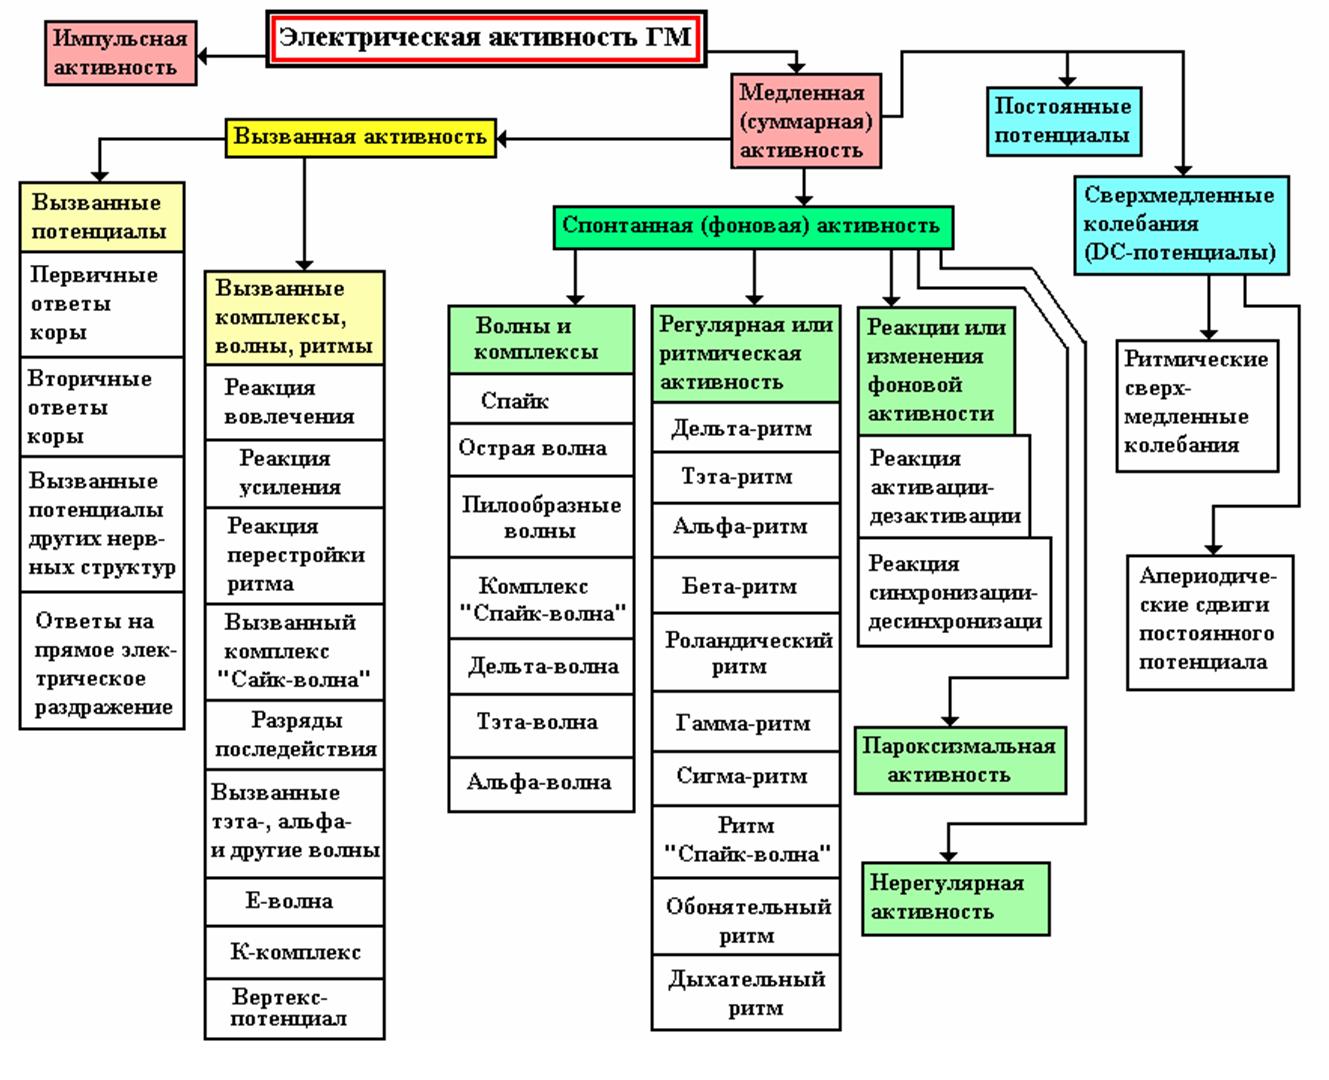 Электрическая активность ГМ
Импульсная
активность
Медленная
(суммарная)
активность
Постоянные
потенциалы
Сверхмедленные
колебания
(DC-потенциалы)
Вызванная активность
Вызванные
потенциалы
Первичные
ответы
коры
Вторичные
ответы
коры
Вызванные
потенциалы
других нерв-
ных структур
Ответы на
прямое элек-
трическое
раздражение
Вызванные
комплексы,
волны, ритмы
Реакция
вовлечения
Реакция
усиления
Реакция
перестройки
ритма
Вызванный
комплекс
"Сайк-волна"
Разряды
последействия
Вызванные
тэта-, альфа-
и другие волны
Е-волна
К-комплекс
Вертекс-
потенциал
Спонтанная (фоновая) активность
Волны и
комплексы
Спайк
Острая волна
Пилообразные
волны
Комплекс
"Спайк-волна"
Дельта-волна
Тэта-волна
Альфа-волна
Регулярная или
ритмическая
активность
Дельта-ритм
Тэта-ритм
Альфа-ритм
Бета-ритм
Роландический
ритм
Гамма-ритм
Сигма-ритм
Ритм
"Спайк-волна"
Обонятельный
ритм
Дыхательный
ритм
Реакции или
изменения
фоновой
активности
Реакция
активации-
дезактивации
Реакция
синхронизации-
десинхронизаци
Пароксизмальная
активность
Нерегулярная
активность
Ритмические
сверх-
медленные
колебания
Апериодиче-
ские сдвиги
постоянного
потенциала